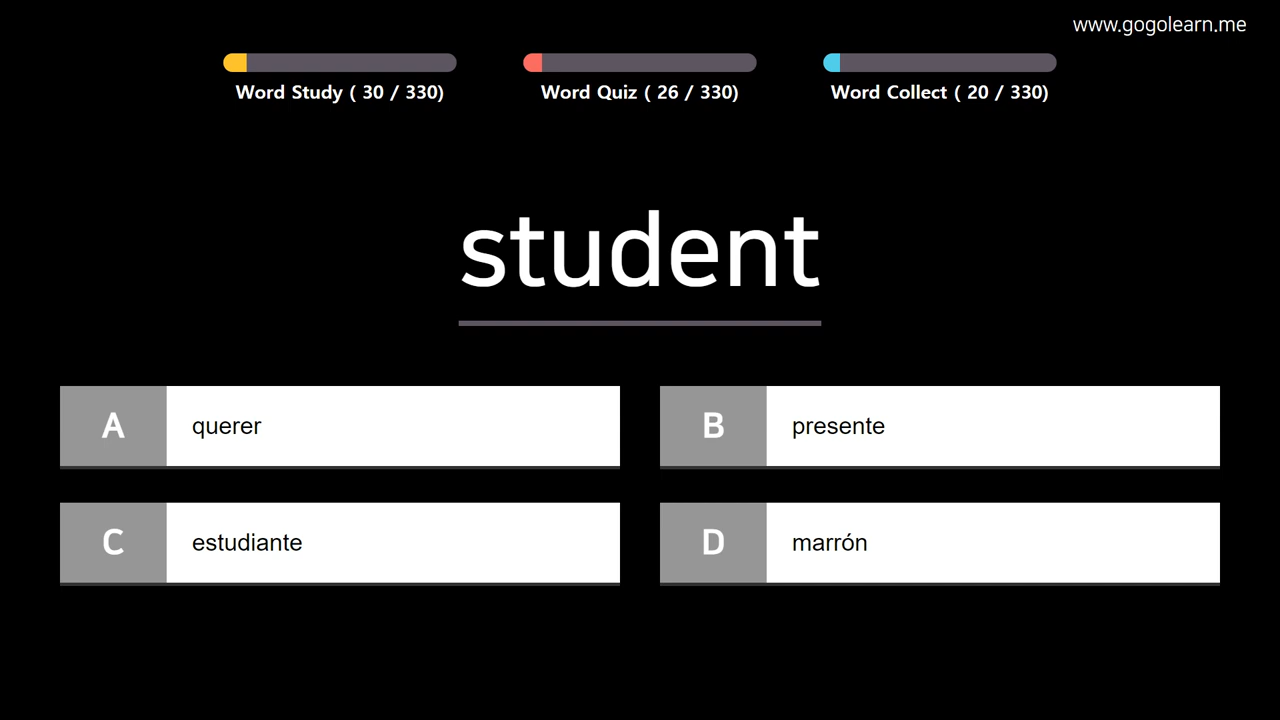 www.gogolearn.me
Word Study ( 30 / 330)
Word Quiz ( 26 / 330)
Word Collect ( 20 / 330)
student
A querer
B presente
C estudiante
D marrón